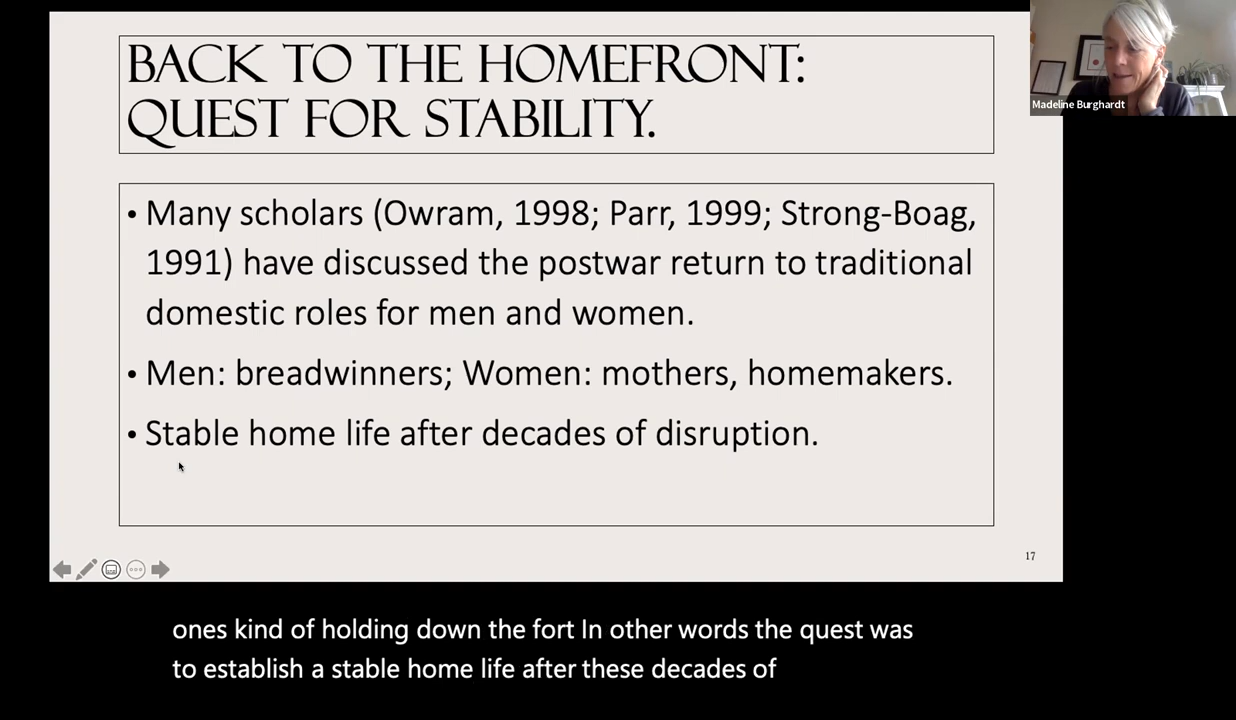 BACK TO THE HOMEFRONT:
QUEST FOR STABILITY.
Madeline Burghardt
• Many scholars (Owram, 1998; Parr, 1999; Strong-Boag,
1991) have discussed the postwar return to traditional
domestic roles for men and women.
• Men: breadwinners; Women: mothers, homemakers.
• Stable home life after decades of disruption.
17
ones kind of holding down the fort In other words the quest was
to establish a stable home life after these decades of